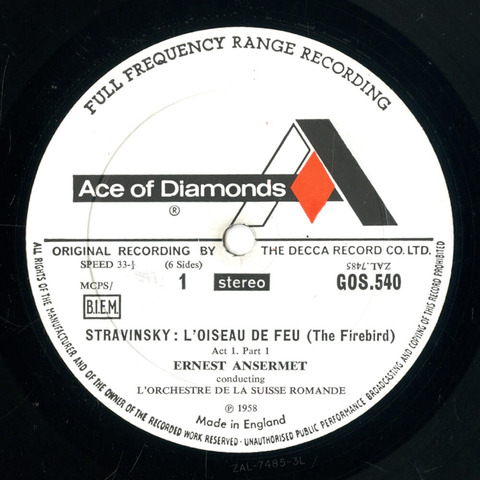 FULL FREQUENCY RANGE RECORDING
Ace of Diamonds
®
ORIGINAL RECORDING BY THE DECCA RECORD CO. LTD.
SPEED 33-⅓ (6 Sides) ZAL.7485
MCPS/
B.I.E.M. 1 stereo GOS.540
STRAVINSKY : L'OISEAU DE FEU (The Firebird)
Act 1. Part 1
ERNEST ANSERMET
conducting
L'ORCHESTRE DE LA SUISSE ROMANDE
℗ 1958
Made in England
ALL RIGHTS OF THE MANUFACTURER AND OF THE OWNER OF THE RECORDED WORK RESERVED · UNAUTHORISED PUBLIC PERFORMANCE BROADCASTING AND COPYING OF THIS RECORD PROHIBITED
ZAL-7485-3L